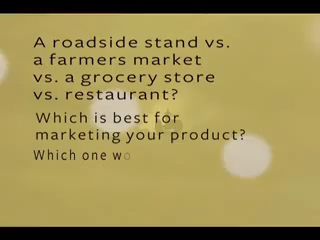 A roadside stand vs.
a farmers market
vs. a grocery store
vs. restaurant?
Which is best for
marketing your product?
Which one wo